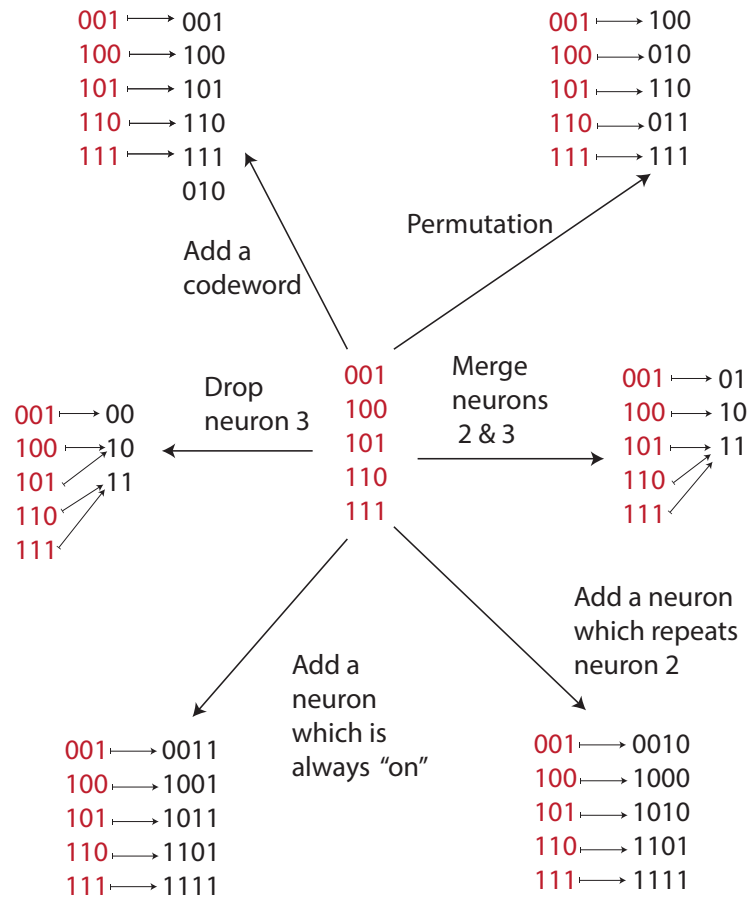 001 001
100 100
101 101
110 110
111 111
010
001 100
100 010
101 110
110 011
111 111
Add a
codeword
Permutation
001
100
101
110
111
Drop
neuron 3
001 00
100 10
101 11
110
111
Merge
neurons
2 & 3
001 01
100 10
101 11
110
111
Add a
neuron
which is
always "on"
Add a neuron
which repeats
neuron 2
001 0011
100 1001
101 1011
110 1101
111 1111
001 0010
100 1000
101 1010
110 1101
111 1111